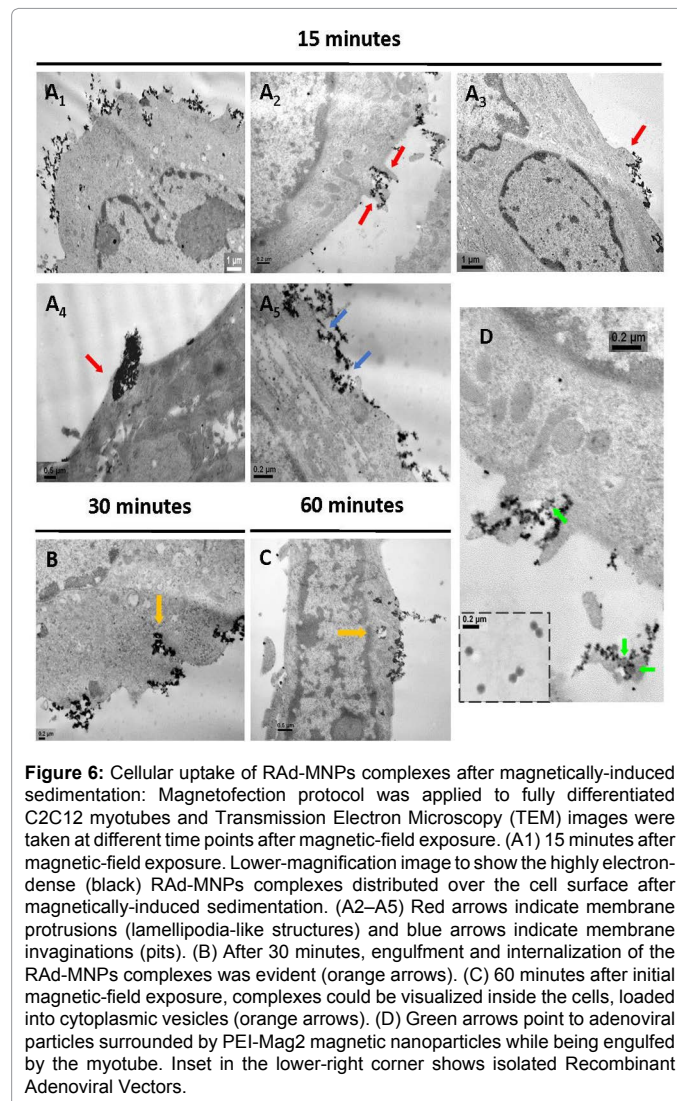 15 minutes
A1
A2
A3
1 µm
0.2 µm
1 µm
A4
A5
D
0.2 µm
0.5 µm
0.2 µm
30 minutes
60 minutes
B
C
0.2 µm
0.2 µm
0.5 µm
Figure 6: Cellular uptake of RAd-MNPs complexes after magnetically-induced
sedimentation: Magnetofection protocol was applied to fully differentiated
C2C12 myotubes and Transmission Electron Microscopy (TEM) images were
taken at different time points after magnetic-field exposure. (A1) 15 minutes after
magnetic-field exposure. Lower-magnification image to show the highly electron-
dense (black) RAd-MNPs complexes distributed over the cell surface after
magnetically-induced sedimentation. (A2–A5) Red arrows indicate membrane
protrusions (lamellipodia-like structures) and blue arrows indicate membrane
invaginations (pits). (B) After 30 minutes, engulfment and internalization of the
RAd-MNPs complexes was evident (orange arrows). (C) 60 minutes after initial
magnetic-field exposure, complexes could be visualized inside the cells, loaded
into cytoplasmic vesicles (orange arrows). (D) Green arrows point to adenoviral
particles surrounded by PEI-Mag2 magnetic nanoparticles while being engulfed
by the myotube. Inset in the lower-right corner shows isolated Recombinant
Adenoviral Vectors.